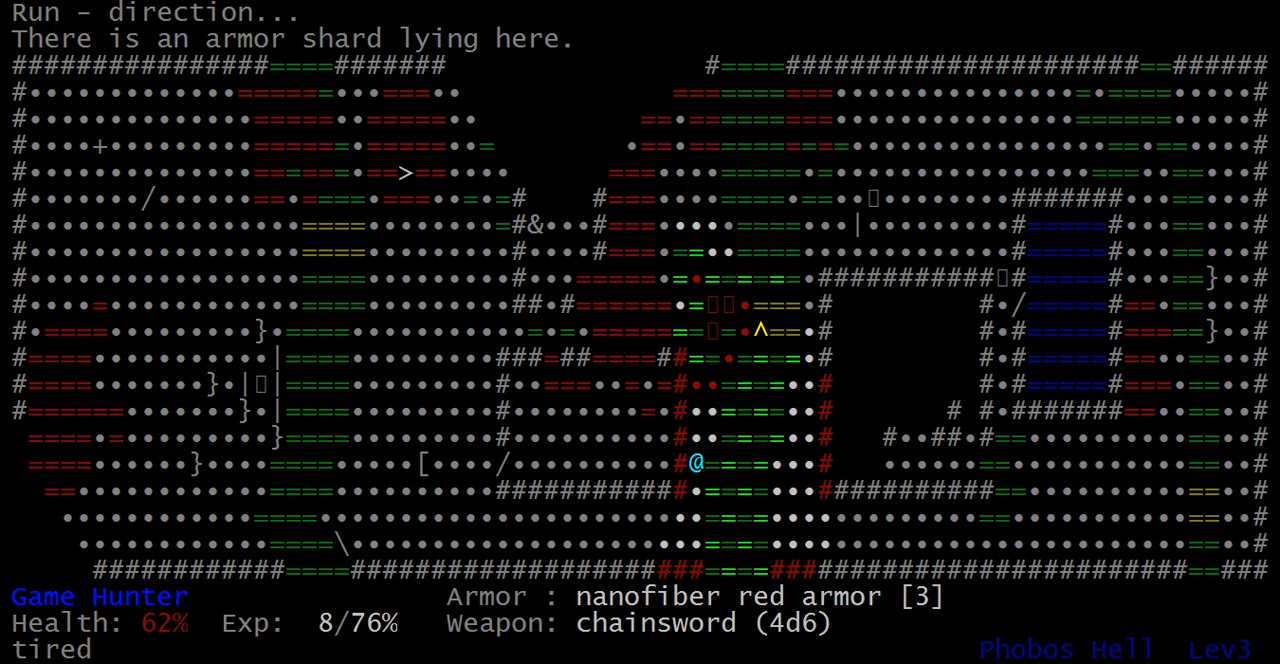 Run - direction...
There is an armor shard lying here.
Game Hunter Armor : nanofiber red armor [3]
Health: 62% Exp: 8/76% Weapon: chainsword (4d6)
tired Phobos Hell Lev3